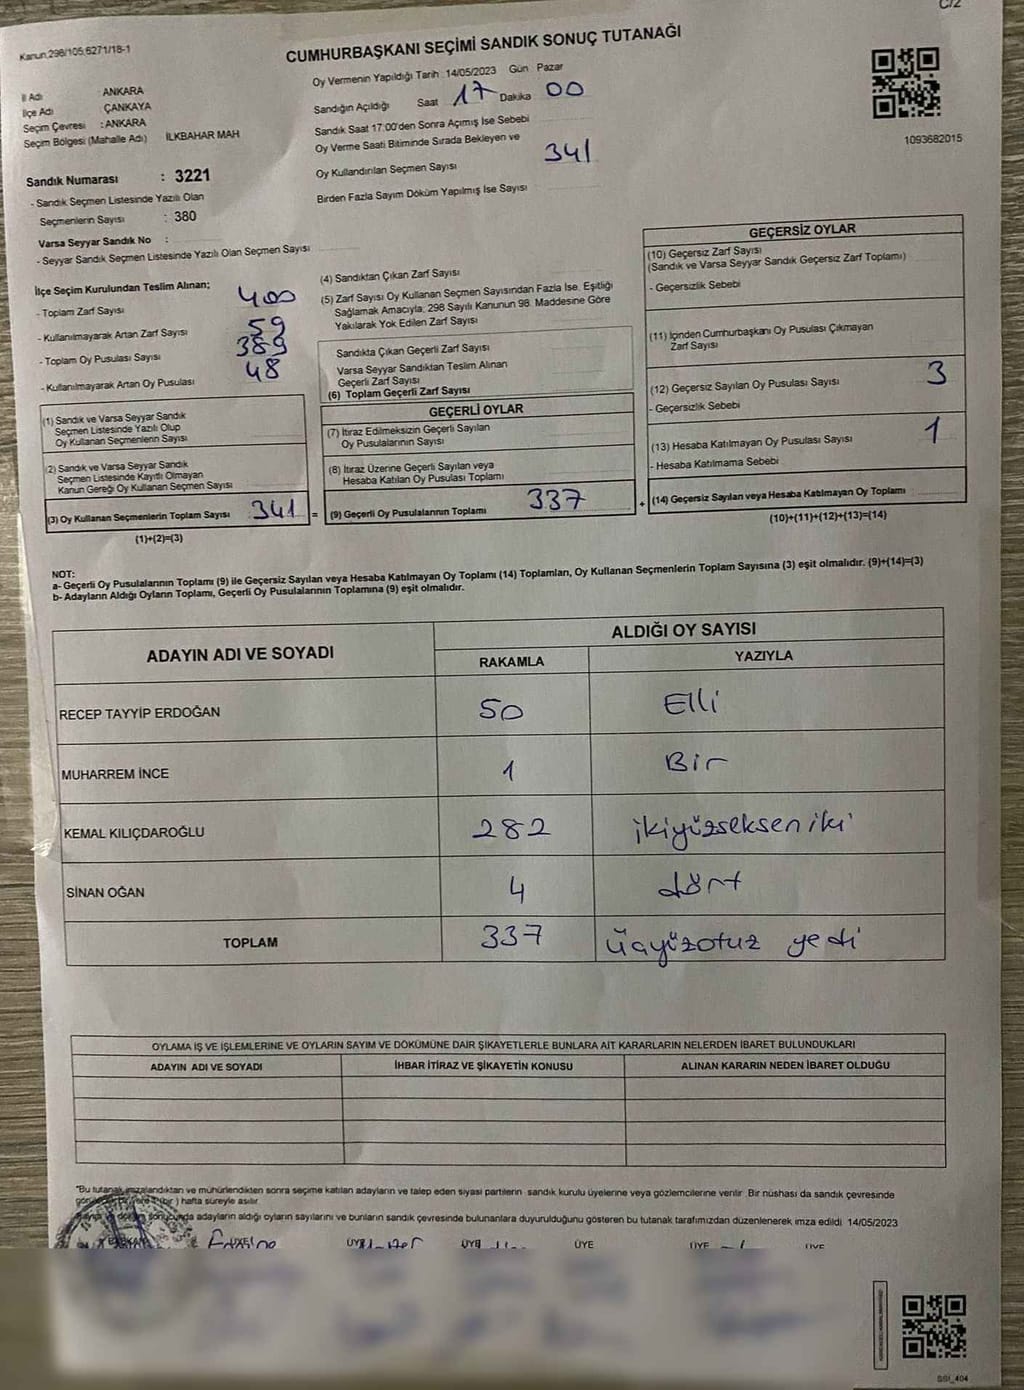 C/2
Kanun:298/105,6271/18-1
CUMHURBAŞKANI SEÇİMİ SANDIK SONUÇ TUTANAĞI
Oy Vermenin Yapıldığı Tarih : 14/05/2023 Gün Pazar
İl Adı : ANKARA
İlçe Adı : ÇANKAYA
Seçim Çevresi : ANKARA
Seçim Bölgesi (Mahalle Adı) İLKBAHAR MAH
Sandığın Açıldığı Saat 17 Dakika 00
Sandık Saat 17:00'den Sonra Açımış İse Sebebi
Oy Verme Saati Bitiminde Sırada Bekleyen ve
Oy Kullandırılan Seçmen Sayısı 341
Birden Fazla Sayım Döküm Yapılmış İse Sayısı
1093682015
Sandık Numarası : 3221
- Sandık Seçmen Listesinde Yazılı Olan
Seçmenlerin Sayısı : 380
Varsa Seyyar Sandık No :
- Seyyar Sandık Seçmen Listesinde Yazılı Olan Seçmen Sayısı
İlçe Seçim Kurulundan Teslim Alınan;
- Toplam Zarf Sayısı 400
- Kullanılmayarak Artan Zarf Sayısı 59
- Toplam Oy Pusulası Sayısı 389
- Kullanılmayarak Artan Oy Pusulası 48
(1) Sandık ve Varsa Seyyar Sandık
Seçmen Listesinde Yazılı Olup
Oy Kullanan Seçmenlerin Sayısı
(2) Sandık ve Varsa Seyyar Sandık
Seçmen Listesinde Kayıtlı Olmayan
Kanun Gereği Oy Kullanan Seçmen Sayısı
(3) Oy Kullanan Seçmenlerin Toplam Sayısı 341 =
(1)+(2)=(3)
(4) Sandıktan Çıkan Zarf Sayısı
(5) Zarf Sayısı Oy Kullanan Seçmen Sayısından Fazla İse, Eşitliği
Sağlamak Amacıyla, 298 Sayılı Kanunun 98. Maddesine Göre
Yakılarak Yok Edilen Zarf Sayısı
Sandıkta Çıkan Geçerli Zarf Sayısı
Varsa Seyyar Sandıktan Teslim Alınan
Geçerli Zarf Sayısı
(6) Toplam Geçerli Zarf Sayısı
GEÇERLİ OYLAR
(7) İtiraz Edilmeksizin Geçerli Sayılan
Oy Pusulalarının Sayısı
(8) İtiraz Üzerine Geçerli Sayılan veya
Hesaba Katılan Oy Pusulası Toplamı
(9) Geçerli Oy Pusulalarının Toplamı 337 +
GEÇERSİZ OYLAR
(10) Geçersiz Zarf Sayısı
(Sandık ve Varsa Seyyar Sandık Geçersiz Zarf Toplamı)
- Geçersizlik Sebebi
(11) İçinden Cumhurbaşkanı Oy Pusulası Çıkmayan
Zarf Sayısı
(12) Geçersiz Sayılan Oy Pusulası Sayısı 3
- Geçersizlik Sebebi
(13) Hesaba Katılmayan Oy Pusulası Sayısı 1
- Hesaba Katılmama Sebebi
(14) Geçersiz Sayılan veya Hesaba Katılmayan Oy Toplamı
(10)+(11)+(12)+(13)=(14)
NOT:
a- Geçerli Oy Pusulalarının Toplamı (9) ile Geçersiz Sayılan veya Hesaba Katılmayan Oy Toplamı (14) Toplamları, Oy Kullanan Seçmenlerin Toplam Sayısına (3) eşit olmalıdır. (9)+(14)=(3)
b- Adayların Aldığı Oyların Toplamı, Geçerli Oy Pusulalarının Toplamına (9) eşit olmalıdır.
ADAYIN ADI VE SOYADI
ALDIĞI OY SAYISI
RAKAMLA YAZIYLA
RECEP TAYYİP ERDOĞAN 50 Elli
MUHARREM İNCE 1 Bir
KEMAL KILIÇDAROĞLU 282 ikiyüzseksen iki
SİNAN OĞAN 4 dört
TOPLAM 337 üçyüzotuz yedi
OYLAMA İŞ VE İŞLEMLERİNE VE OYLARIN SAYIM VE DÖKÜMÜNE DAİR ŞİKAYETLERLE BUNLARA AİT KARARLARIN NELERDEN İBARET BULUNDUKLARI
ADAYIN ADI VE SOYADI İHBAR İTİRAZ VE ŞİKAYETİN KONUSU ALINAN KARARIN NEDEN İBARET OLDUĞU
*Bu tutanak imzalandıktan ve mühürlendikten sonra seçime katılan adayların ve talep eden siyasi partilerin sandık kurulu üyelerine veya gözlemcilerine verilir. Bir nüshası da sandık çevresinde
hafta süreyle asılır.
adayların aldığı oyların sayılarını ve bunların sandık çevresinde bulunanlara duyurulduğunu gösteren bu tutanak tarafımızdan düzenlenerek imza edildi 14/05/2023
BAŞKAN ÜYE ÜYE ÜYE ÜYE ÜYE
SSI_404